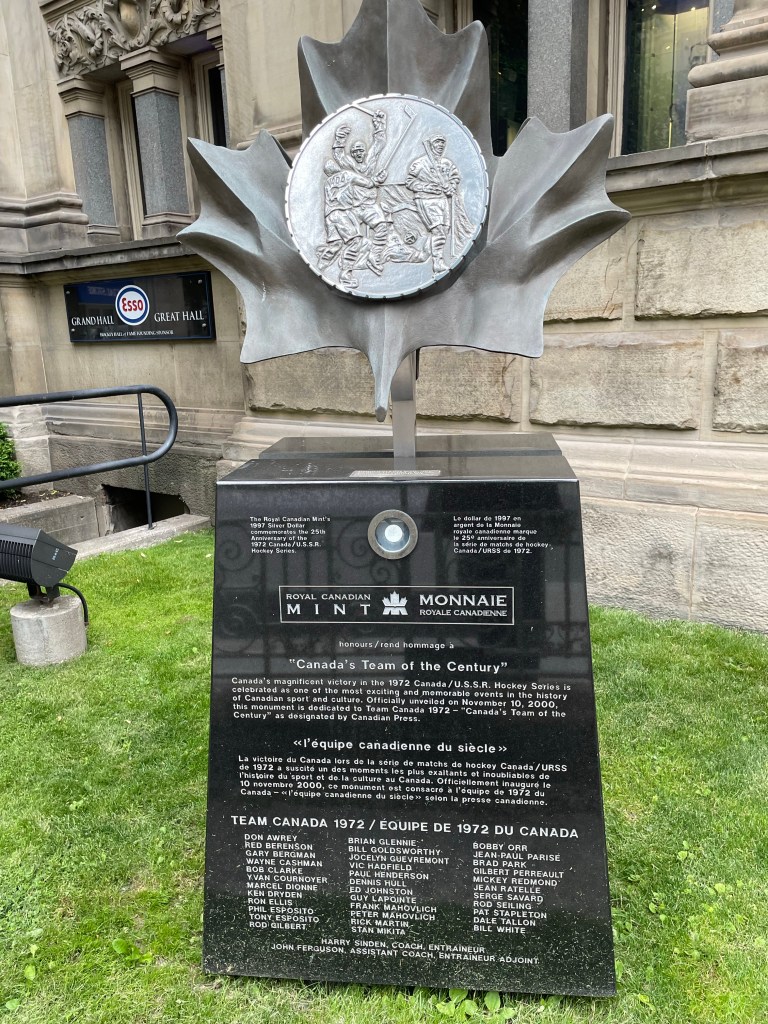 Esso
GRAND HALL GREAT HALL
HOCKEY HALL of FAME FOUNDING SPONSOR
The Royal Canadian Mint's
1997 Silver Dollar
commemorates the 25th
Anniversary of the
1972 Canada/U.S.S.R.
Hockey Series.
Le dollar de 1997 en
argent de la Monnaie
royale canadienne marque
le 25e anniversaire de
la série de matchs de hockey
Canada/URSS de 1972.
ROYAL CANADIAN
MINT
MONNAIE
ROYALE CANADIENNE
honours/rend hommage à
"Canada's Team of the Century"
Canada's magnificent victory in the 1972 Canada/U.S.S.R. Hockey Series is
celebrated as one of the most exciting and memorable events in the history
of Canadian sport and culture. Officially unveiled on November 10, 2000,
this monument is dedicated to Team Canada 1972 – "Canada's Team of the
Century" as designated by Canadian Press.
«l'équipe canadienne du siècle»
La victoire du Canada lors de la série de matchs de hockey Canada/URSS
de 1972 a suscité un des moments les plus exaltants et inoubliables de
l'histoire du sport et de la culture au Canada. Officiellement inauguré le
10 novembre 2000, ce monument est consacré à l'équipe de 1972 du
Canada – «l'équipe canadienne du siècle» selon la presse canadienne.
TEAM CANADA 1972 / ÉQUIPE DE 1972 DU CANADA
DON AWREY
RED BERENSON
GARY BERGMAN
WAYNE CASHMAN
BOB CLARKE
YVAN COURNOYER
MARCEL DIONNE
KEN DRYDEN
RON ELLIS
PHIL ESPOSITO
TONY ESPOSITO
ROD GILBERT
BRIAN GLENNIE
BILL GOLDSWORTHY
JOCELYN GUEVREMONT
VIC HADFIELD
PAUL HENDERSON
DENNIS HULL
ED JOHNSTON
GUY LAPOINTE
FRANK MAHOVLICH
PETER MAHOVLICH
RICK MARTIN
STAN MIKITA
BOBBY ORR
JEAN-PAUL PARISÉ
BRAD PARK
GILBERT PERREAULT
MICKEY REDMOND
JEAN RATELLE
SERGE SAVARD
ROD SEILING
PAT STAPLETON
DALE TALLON
BILL WHITE
HARRY SINDEN, COACH, ENTRAÎNEUR
JOHN FERGUSON, ASSISTANT COACH, ENTRAÎNEUR ADJOINT